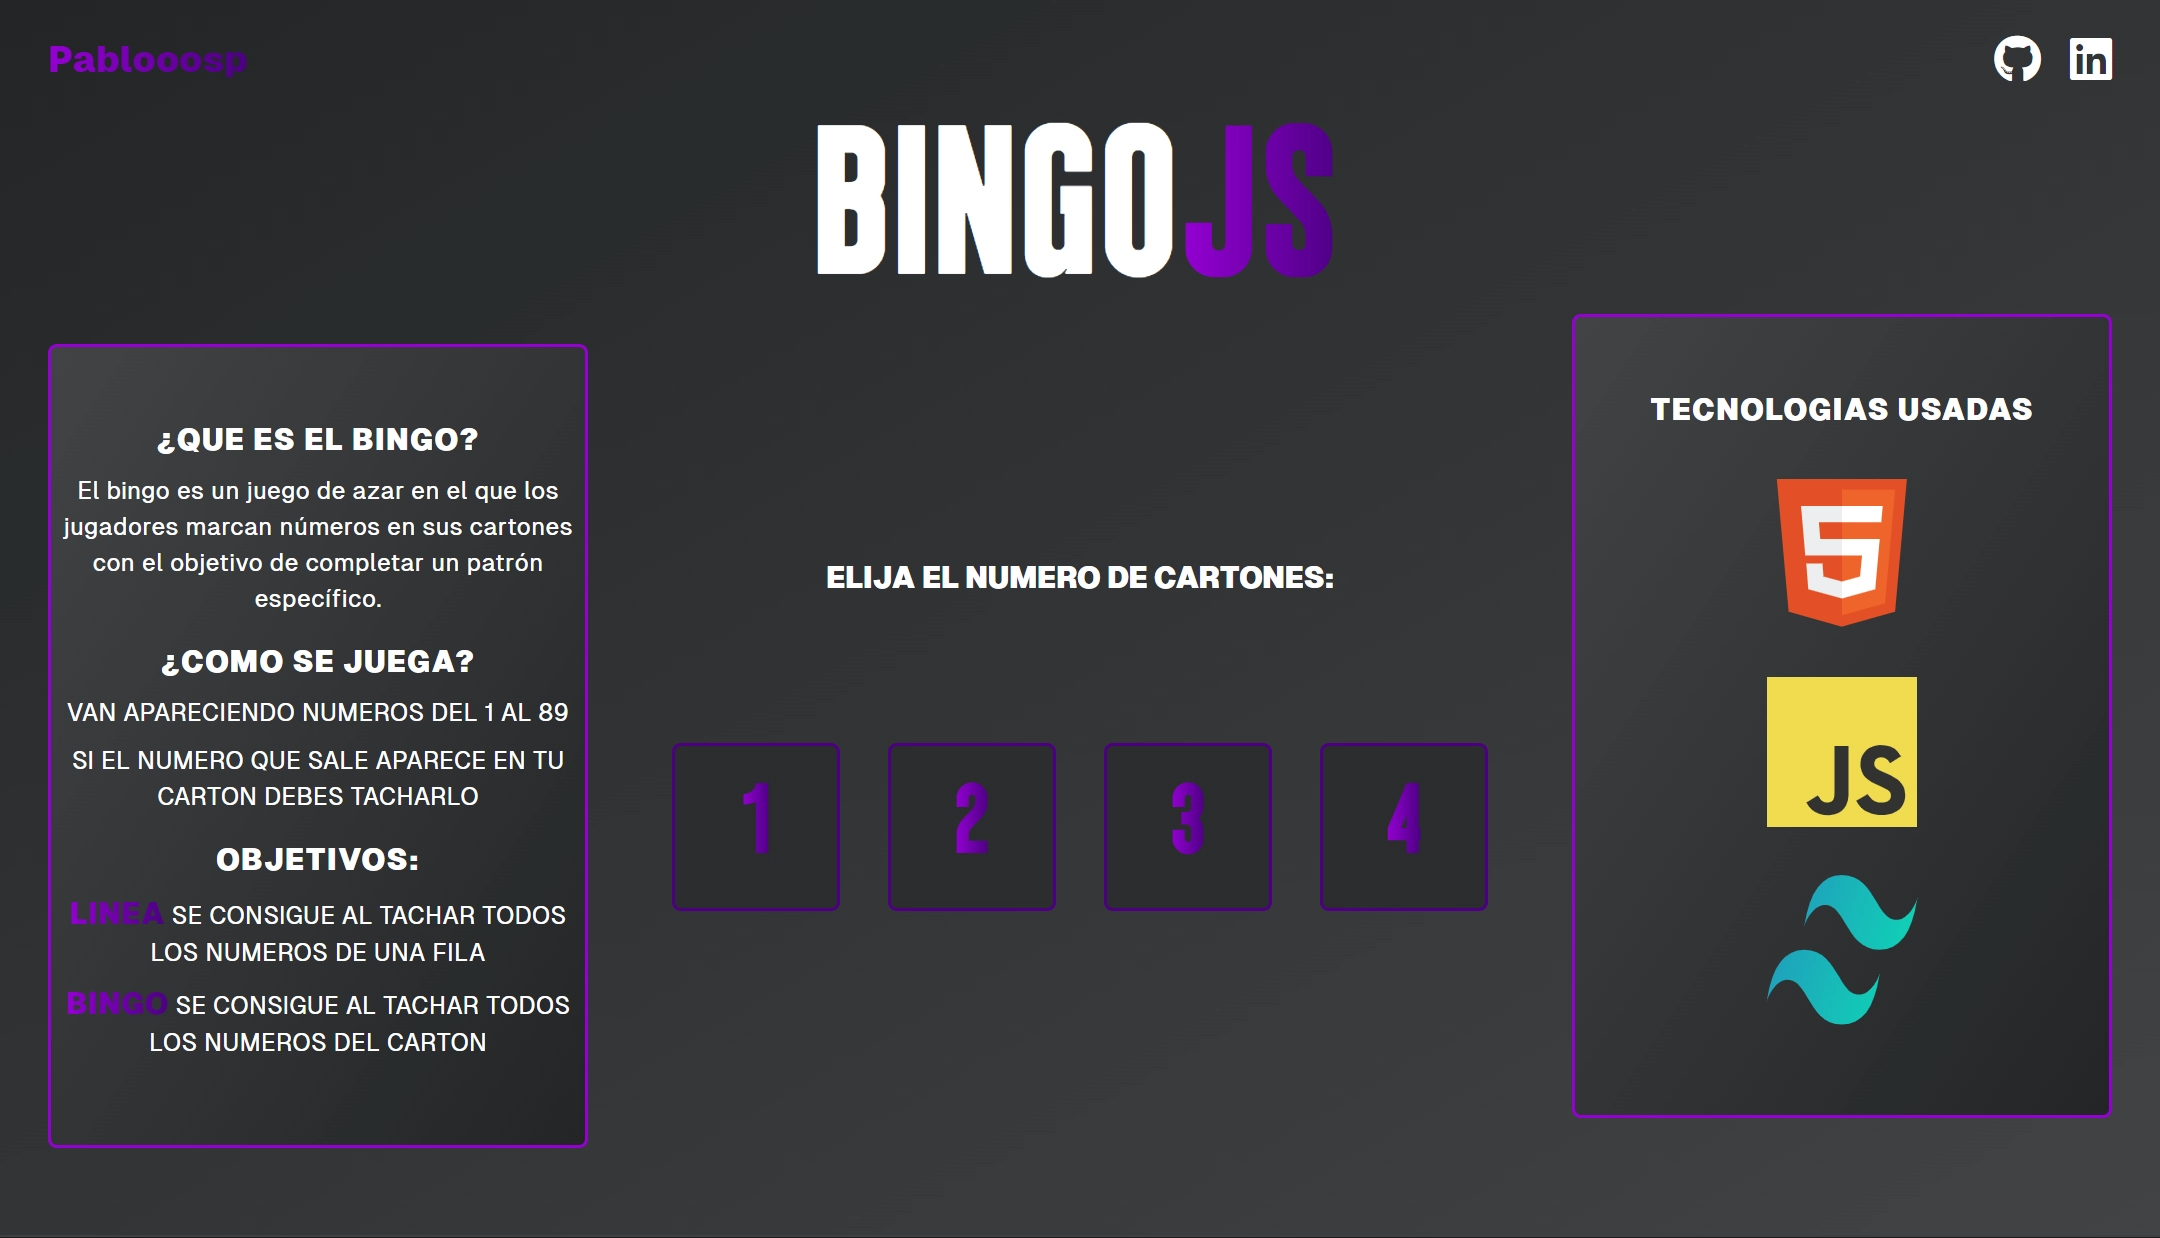 Pablooosp
in
BINGOJS
¿QUE ES EL BINGO?
El bingo es un juego de azar en el que los
jugadores marcan números en sus cartones
con el objetivo de completar un patrón
específico.
¿COMO SE JUEGA?
VAN APARECIENDO NUMEROS DEL 1 AL 89
SI EL NUMERO QUE SALE APARECE EN TU
CARTON DEBES TACHARLO
OBJETIVOS:
LINEA SE CONSIGUE AL TACHAR TODOS
LOS NUMEROS DE UNA FILA
BINGO SE CONSIGUE AL TACHAR TODOS
LOS NUMEROS DEL CARTON
ELIJA EL NUMERO DE CARTONES:
1 2 3 4
TECNOLOGIAS USADAS
5
JS